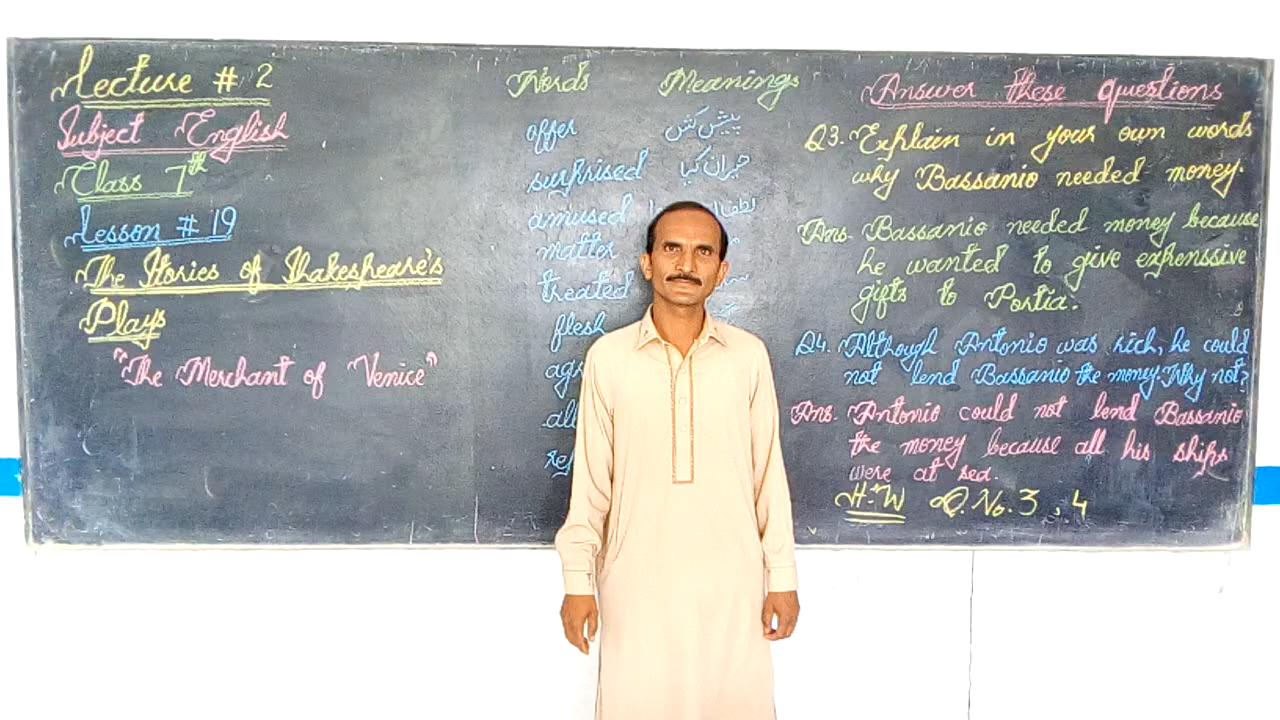 Lecture # 2
Subject English
Class 7th
Lesson # 19
The Stories of Shakespeare's
Plays
"The Merchant of Venice"
Words Meanings
offer پیش کش
surprised حیران کیا
amused
matter
treated
flesh
Answer these questions
Q3. Explain in your own words
why Bassanio needed money.
Ans. Bassanio needed money because
he wanted to give expenssive
gifts to Portia.
Q4. Although Antonio was rich, he could
not lend Bassanio the money. Why not?
Ans. Antonio could not lend Bassanio
the money because all his ships
were at sea.
H-W Q.No. 3, 4